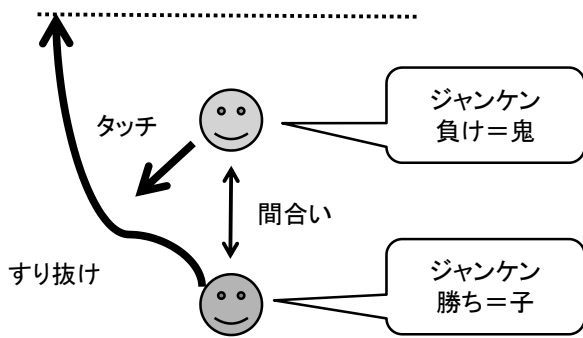 タッチ
ジャンケン
負け＝鬼
間合い
すり抜け
ジャンケン
勝ち＝子